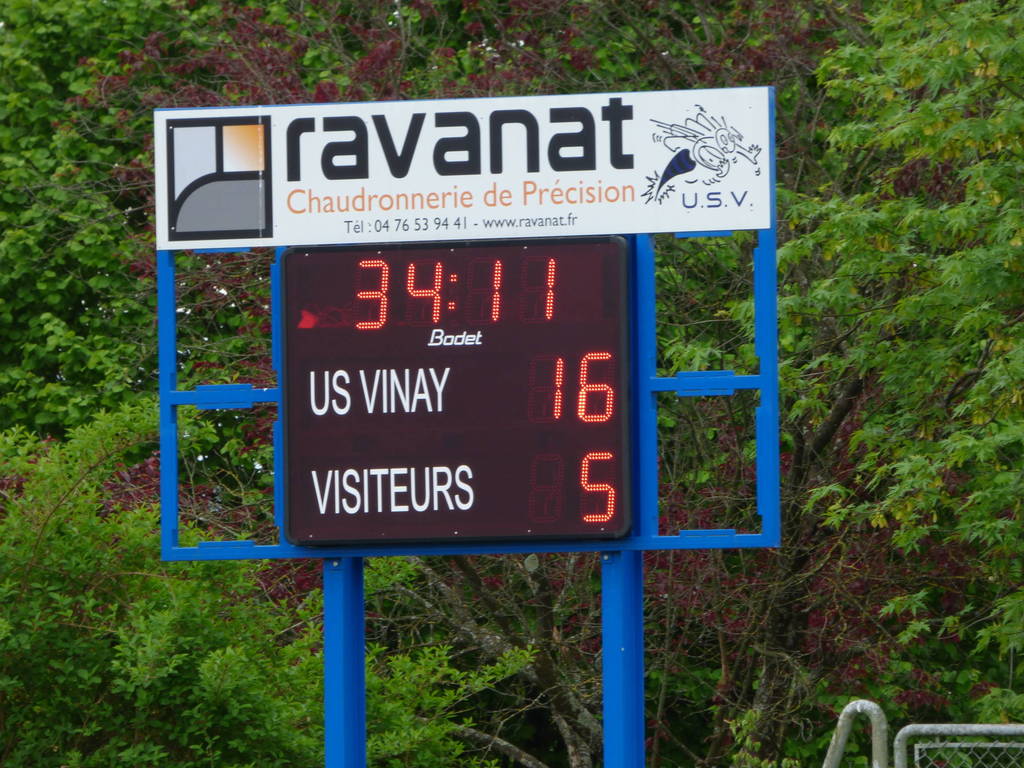 ravanat
Chaudronnerie de Précision
Tél : 04 76 53 94 41 - www.ravanat.fr
U.S.V.
34:11
Bodet
US VINAY 16
VISITEURS 5